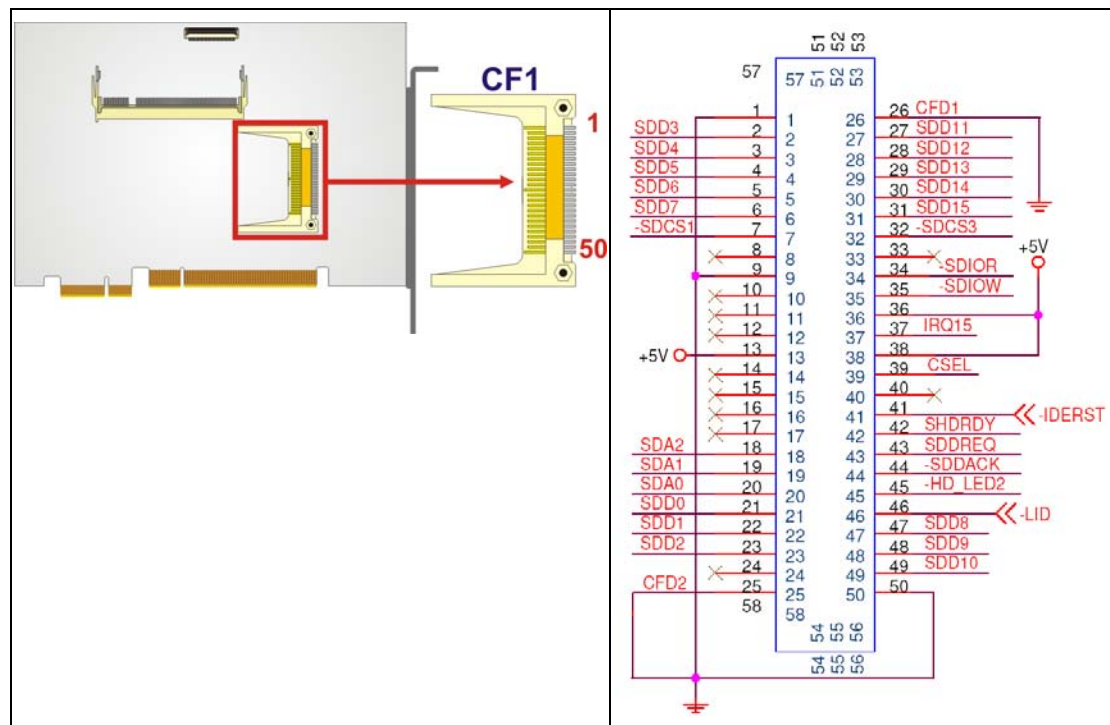 CF1
1
50
51 52 53
57
57 51 52 53
1 1 26 26 CFD1
SDD3 2 2 27 27 SDD11
SDD4 3 3 28 28 SDD12
SDD5 4 4 29 29 SDD13
SDD6 5 5 30 30 SDD14
SDD7 6 6 31 31 SDD15
-SDCS1 7 7 32 32 -SDCS3
8 8 33 33 +5V
9 9 34 34 -SDIOR
10 10 35 35 -SDIOW
11 11 36 36
12 12 37 37 IRQ15
+5V 13 13 38 38
14 14 39 39 CSEL
15 15 40 40
16 16 41 41 -IDERST
17 17 42 42 SHDRDY
SDA2 18 18 43 43 SDDREQ
SDA1 19 19 44 44 -SDDACK
SDA0 20 20 45 45 -HD_LED2
SDD0 21 21 46 46 -LID
SDD1 22 22 47 47 SDD8
SDD2 23 23 48 48 SDD9
24 24 49 49 SDD10
CFD2 25 25 50 50
58 58
54 55 56
54 55 56